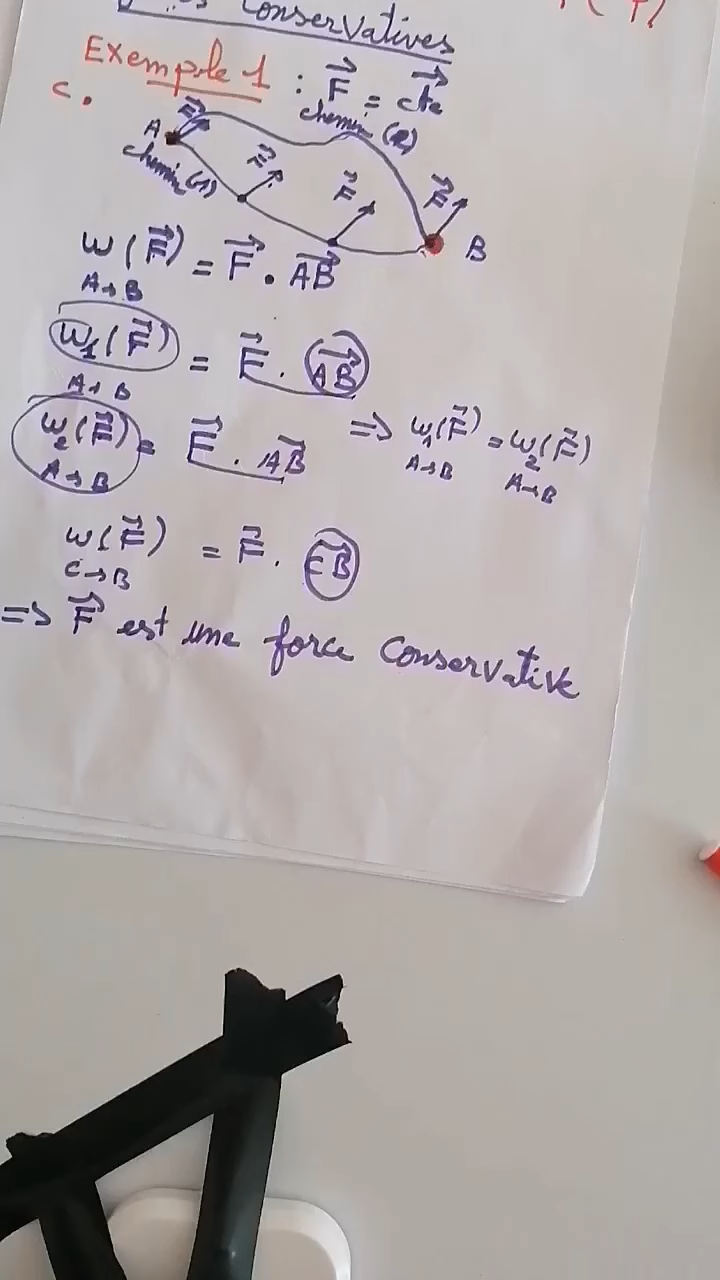 Conservatives
Exemple 1 : F⃗ = cte⃗
c.
chemin (2)
A F⃗
chemin (1) F⃗ F⃗ F⃗
B
W(F⃗) = F⃗ . AB⃗
A→B
W₁(F⃗) = F⃗ . AB⃗
A→B
W₂(F⃗) = F⃗ . AB⃗ => W₁(F⃗) = W₂(F⃗)
A→B A→B A→B
W(F⃗) = F⃗ . CB⃗
C→B
=> F⃗ est une force conservative